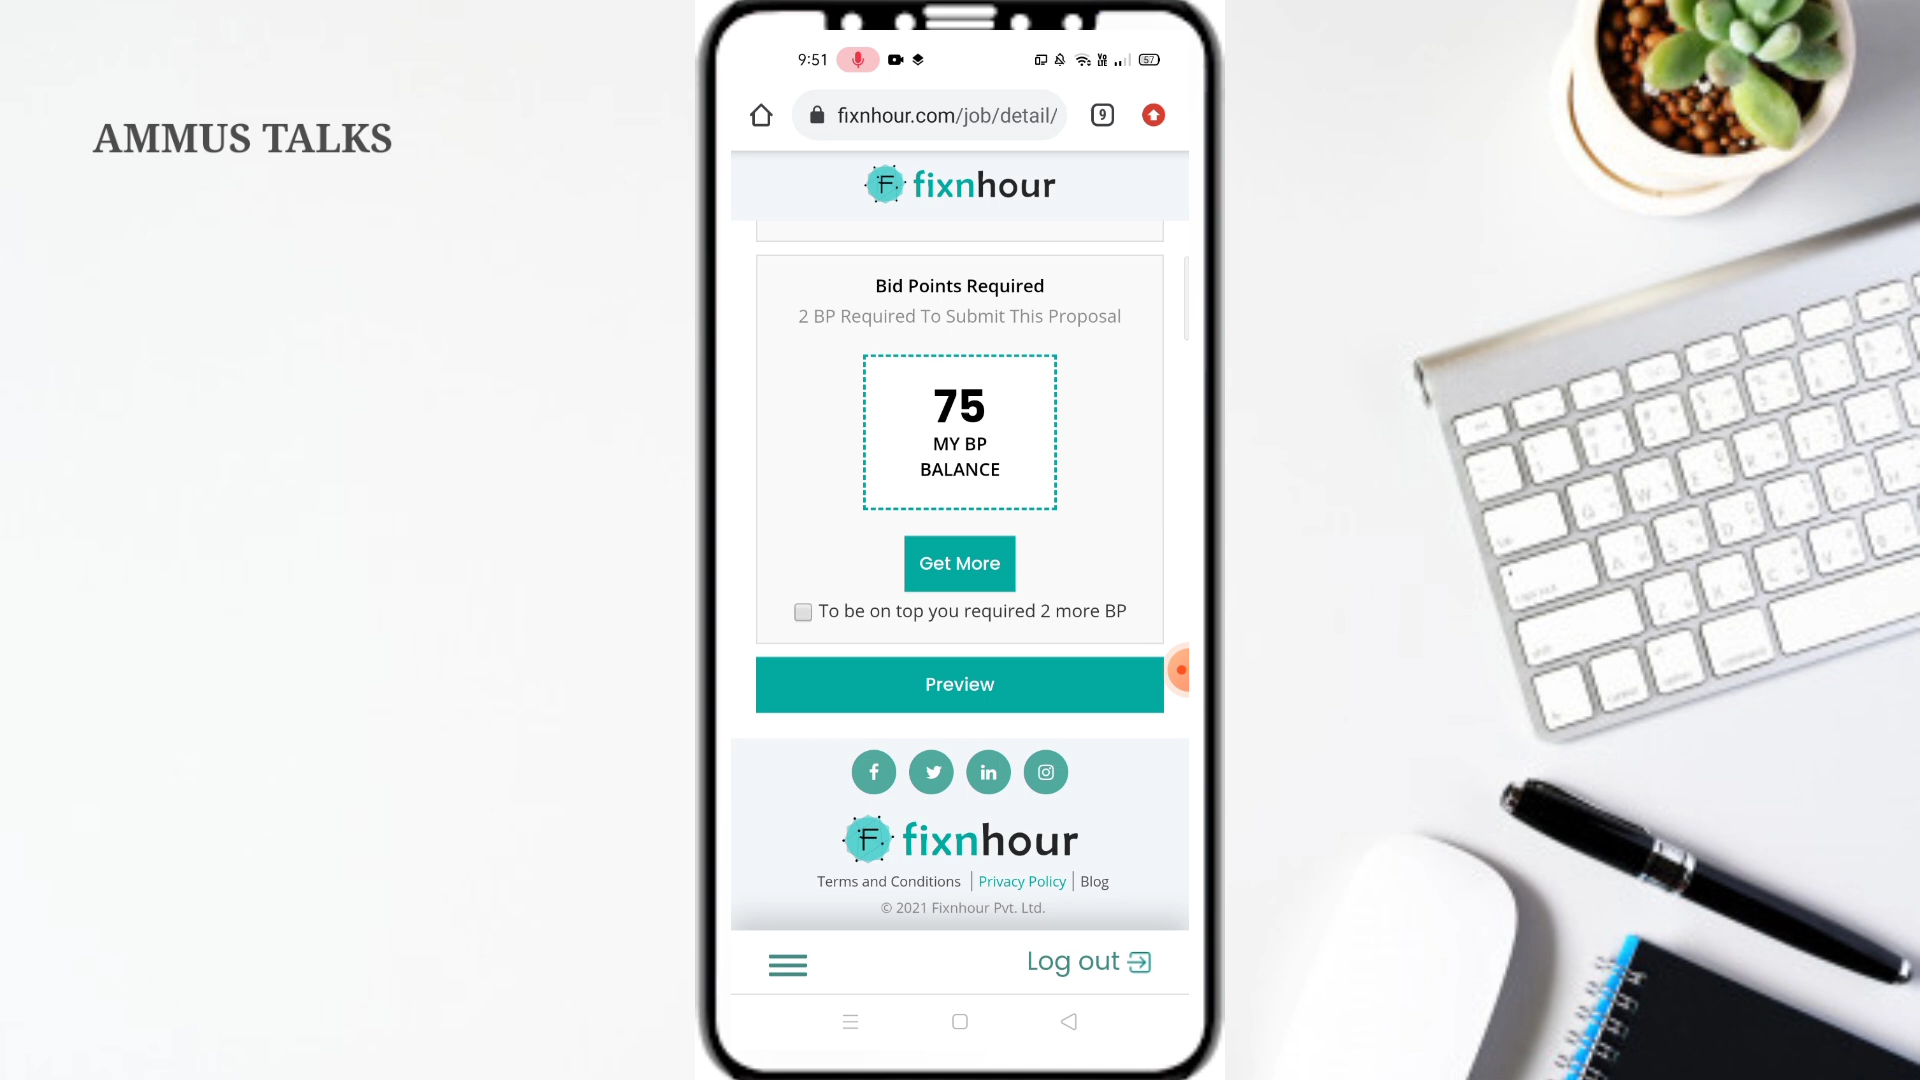 AMMUS TALKS
9:51
57
fixnhour.com/job/detail/
9
fixnhour
Bid Points Required
2 BP Required To Submit This Proposal
75
MY BP
BALANCE
Get More
To be on top you required 2 more BP
Preview
fixnhour
Terms and Conditions | Privacy Policy | Blog
© 2021 Fixnhour Pvt. Ltd.
Log out